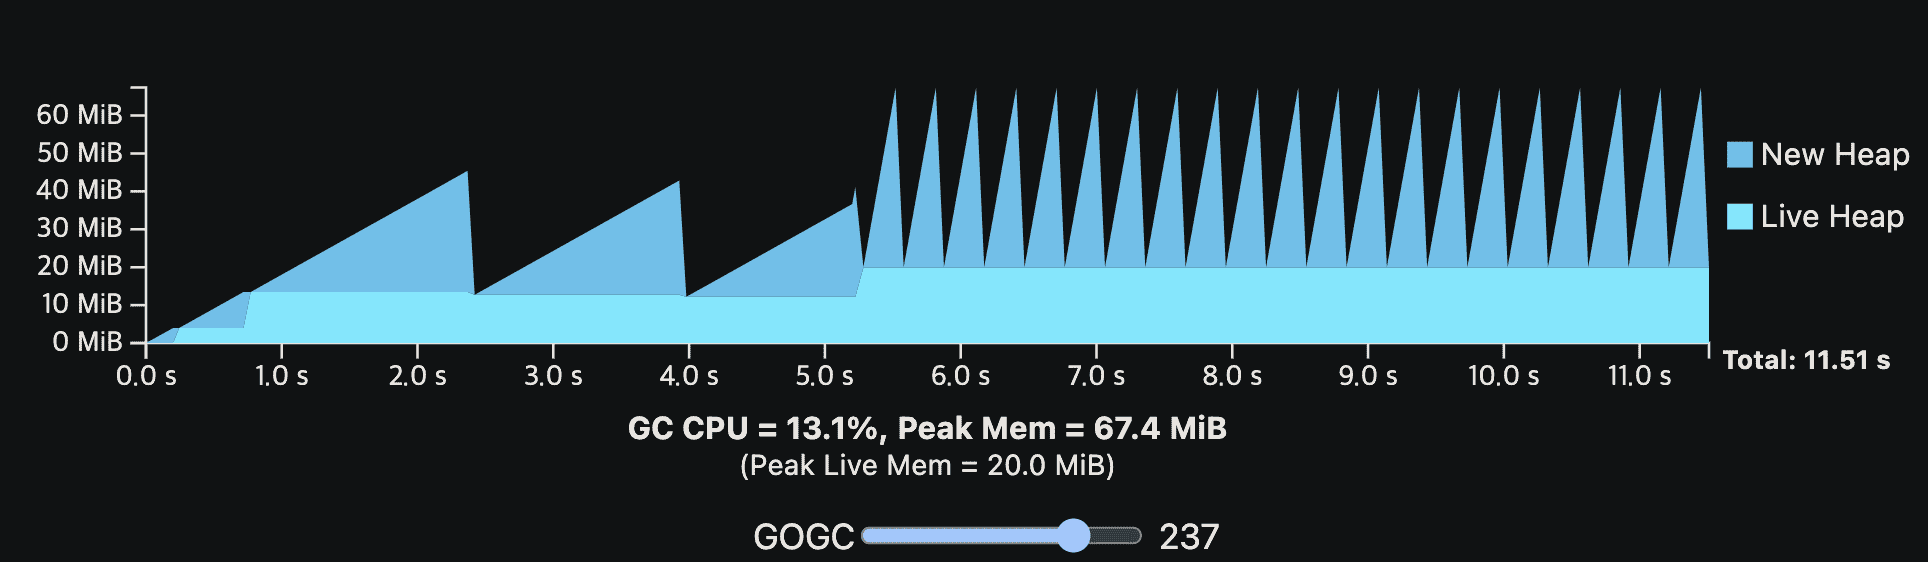 60 MiB
50 MiB
40 MiB
30 MiB
20 MiB
10 MiB
0 MiB
New Heap
Live Heap
0.0 s 1.0 s 2.0 s 3.0 s 4.0 s 5.0 s 6.0 s 7.0 s 8.0 s 9.0 s 10.0 s 11.0 s
Total: 11.51 s
GC CPU = 13.1%, Peak Mem = 67.4 MiB
(Peak Live Mem = 20.0 MiB)
GOGC 237